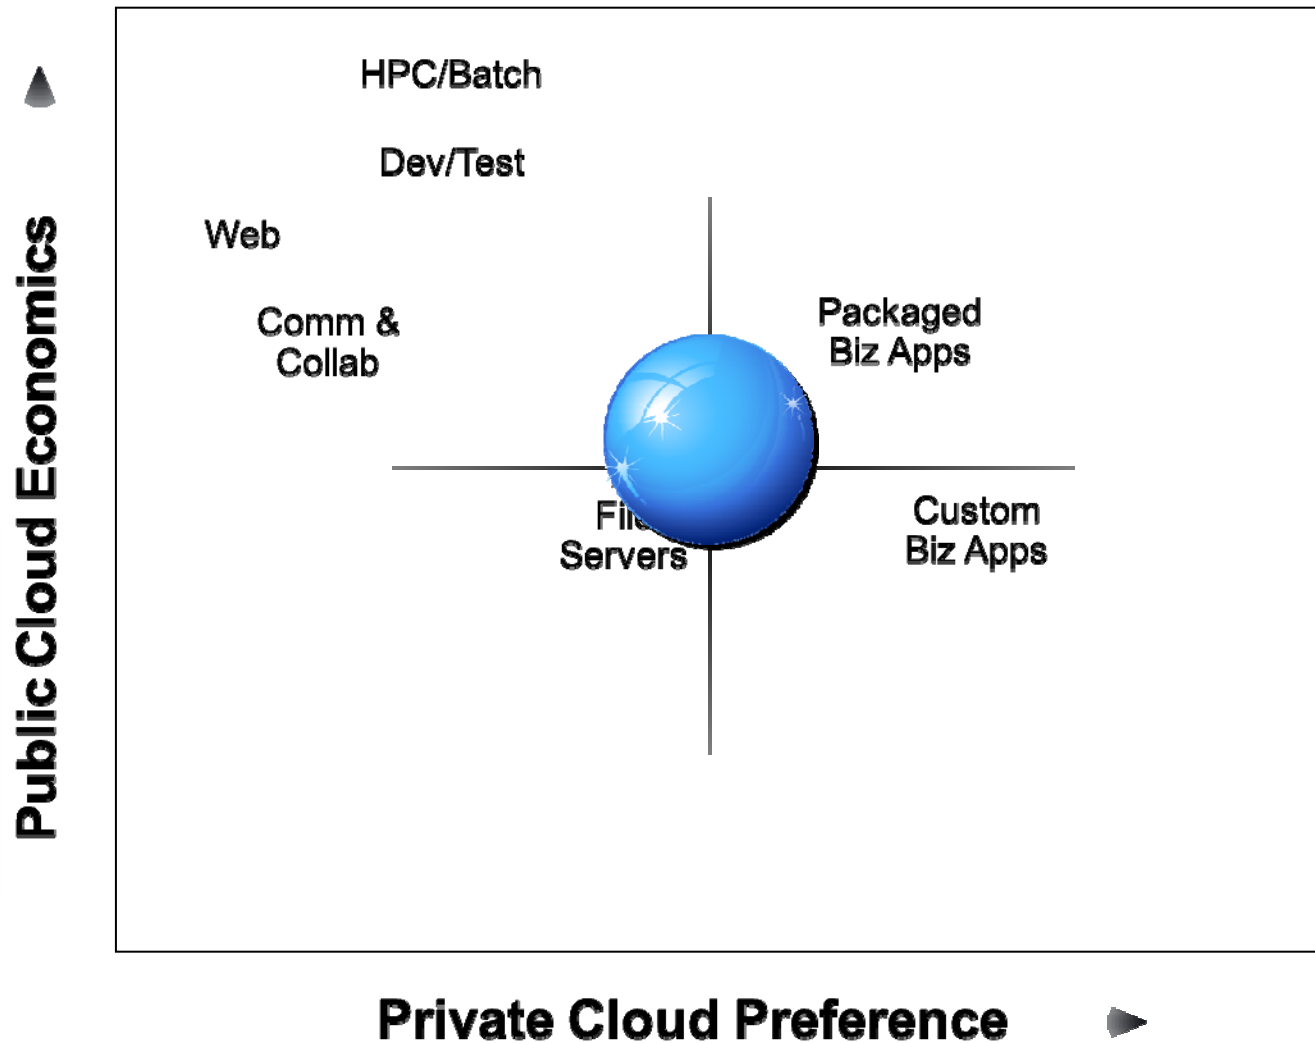 HPC/Batch
Dev/Test
Web
Comm &
Collab
Packaged
Biz Apps
File
Servers
Custom
Biz Apps
Public Cloud Economics
Private Cloud Preference